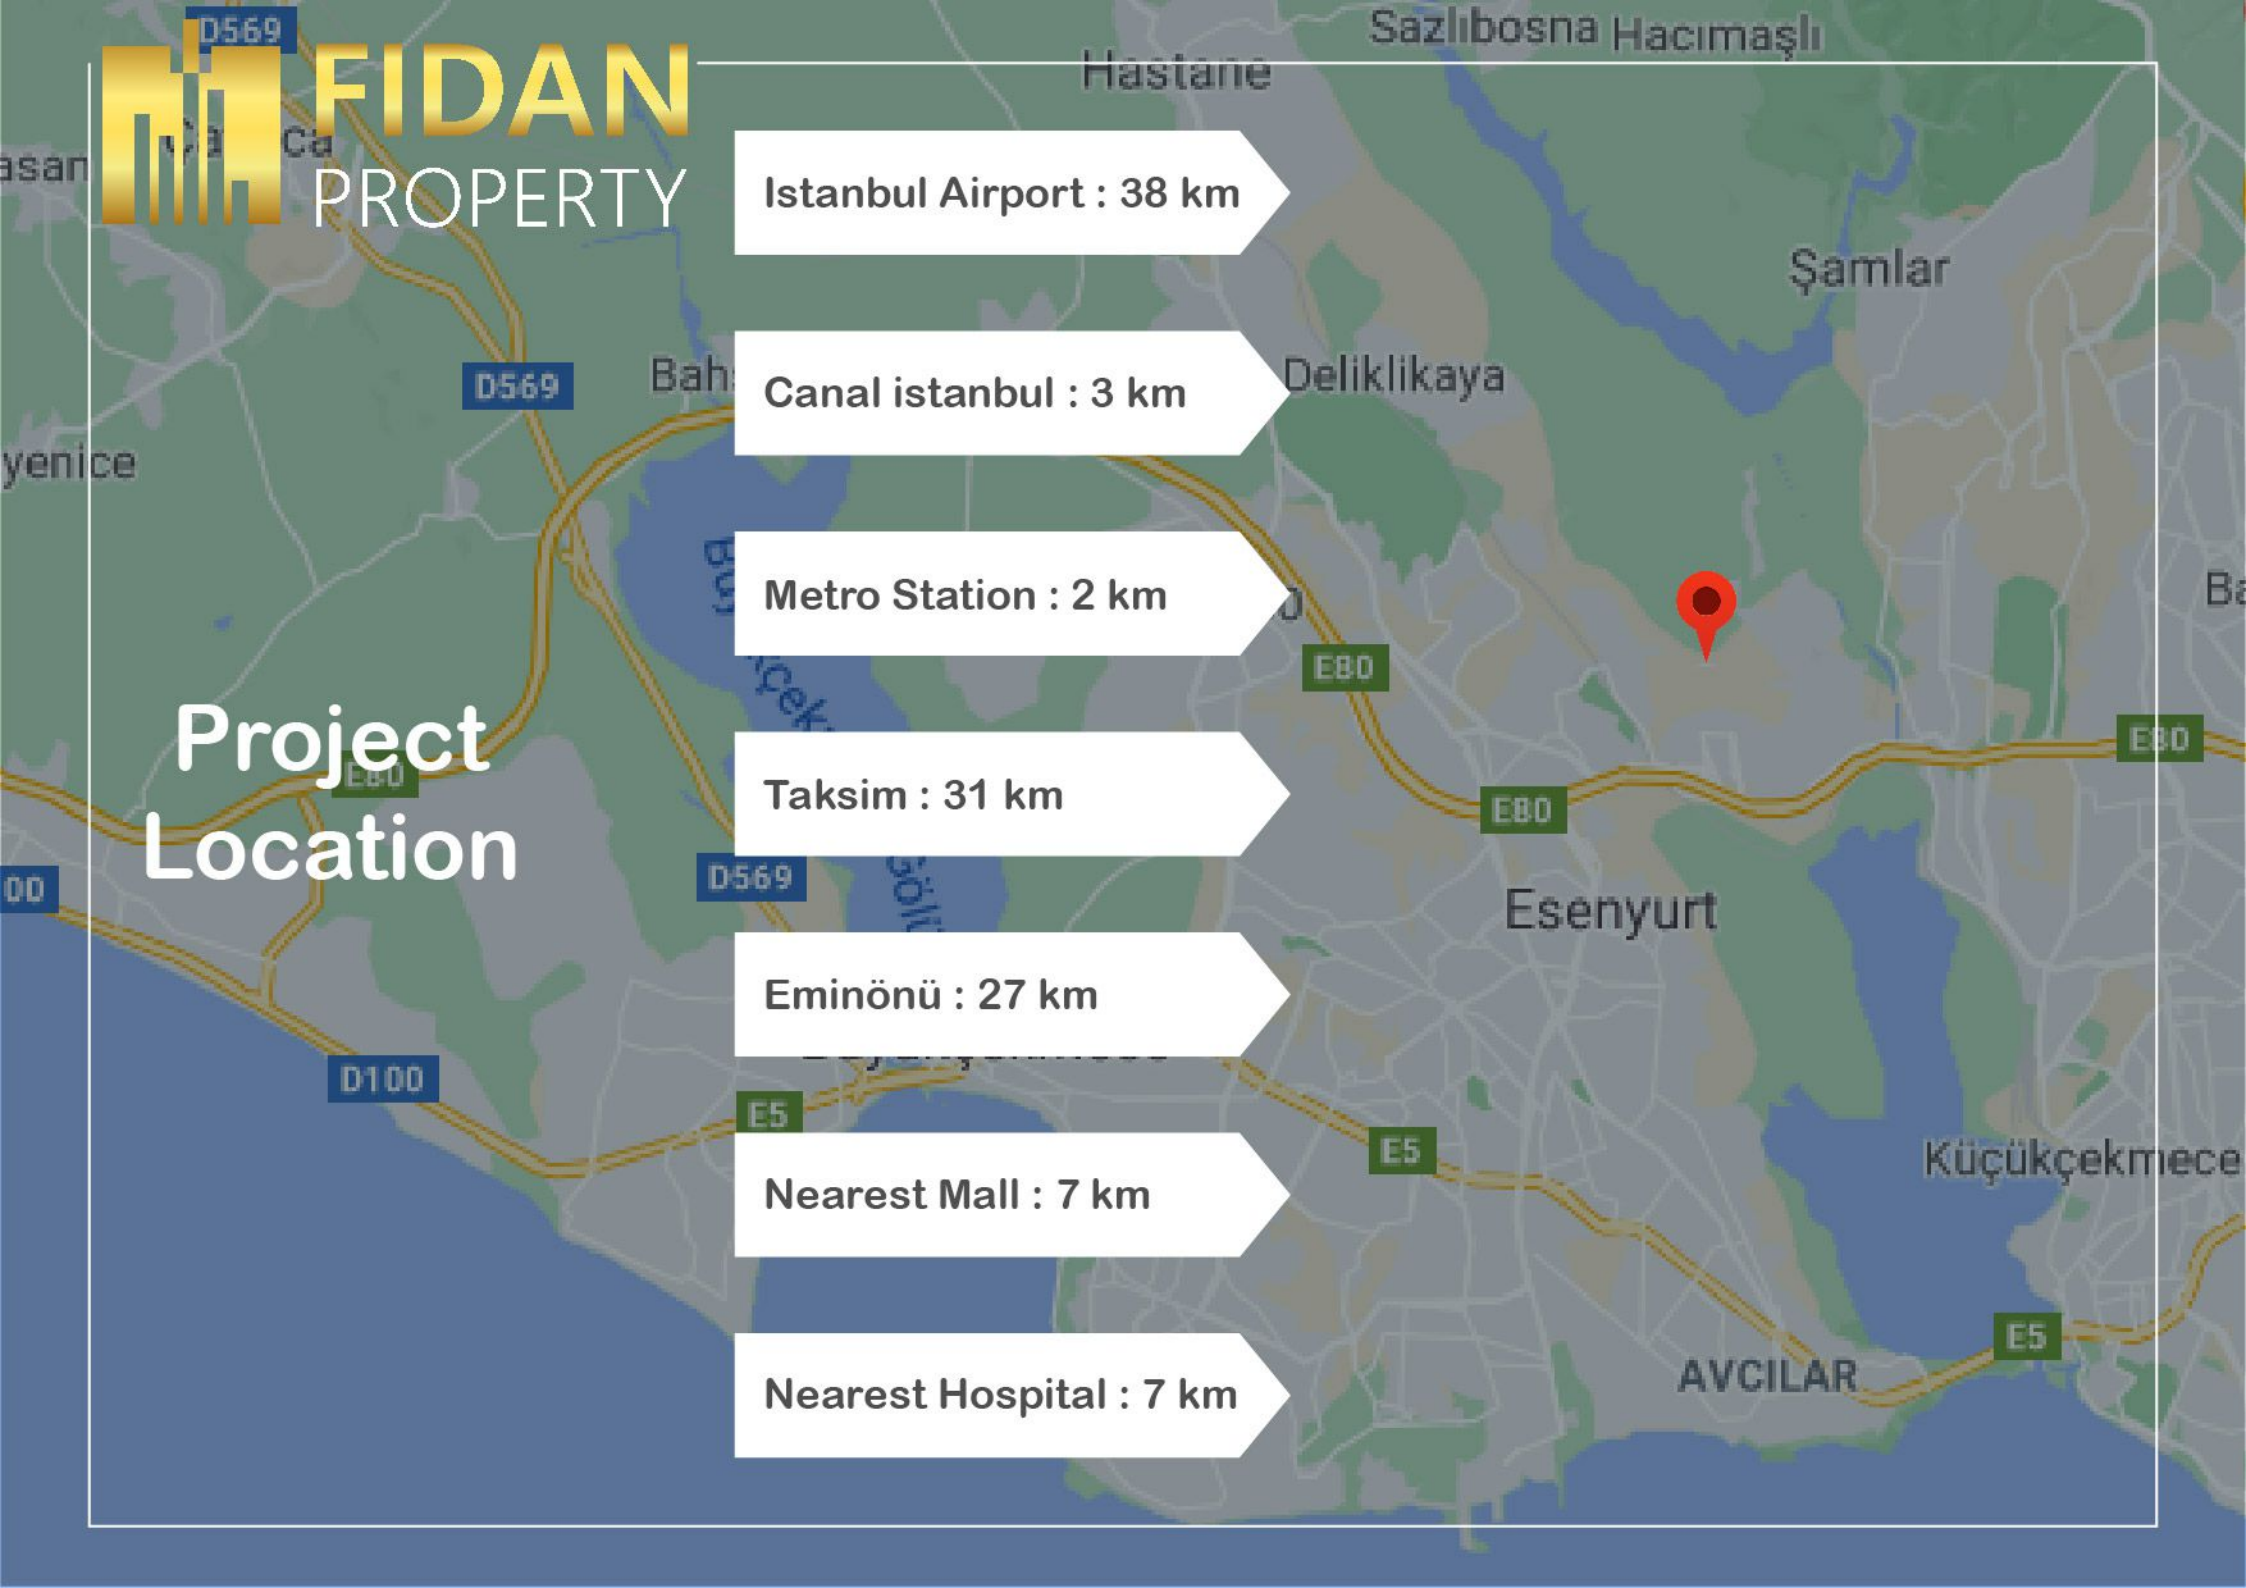 D569
FIDAN
PROPERTY
Hastane
Sazlıbosna
Hacımaşlı
Istanbul Airport : 38 km
Şamlar
D569
Canal istanbul : 3 km
Deliklikaya
Metro Station : 2 km
E80
E80
Project
Location
E80
Taksim : 31 km
E80
D569
Esenyurt
Eminönü : 27 km
D100
E5
E5
Küçükçekmece
Nearest Mall : 7 km
E5
Nearest Hospital : 7 km
AVCILAR